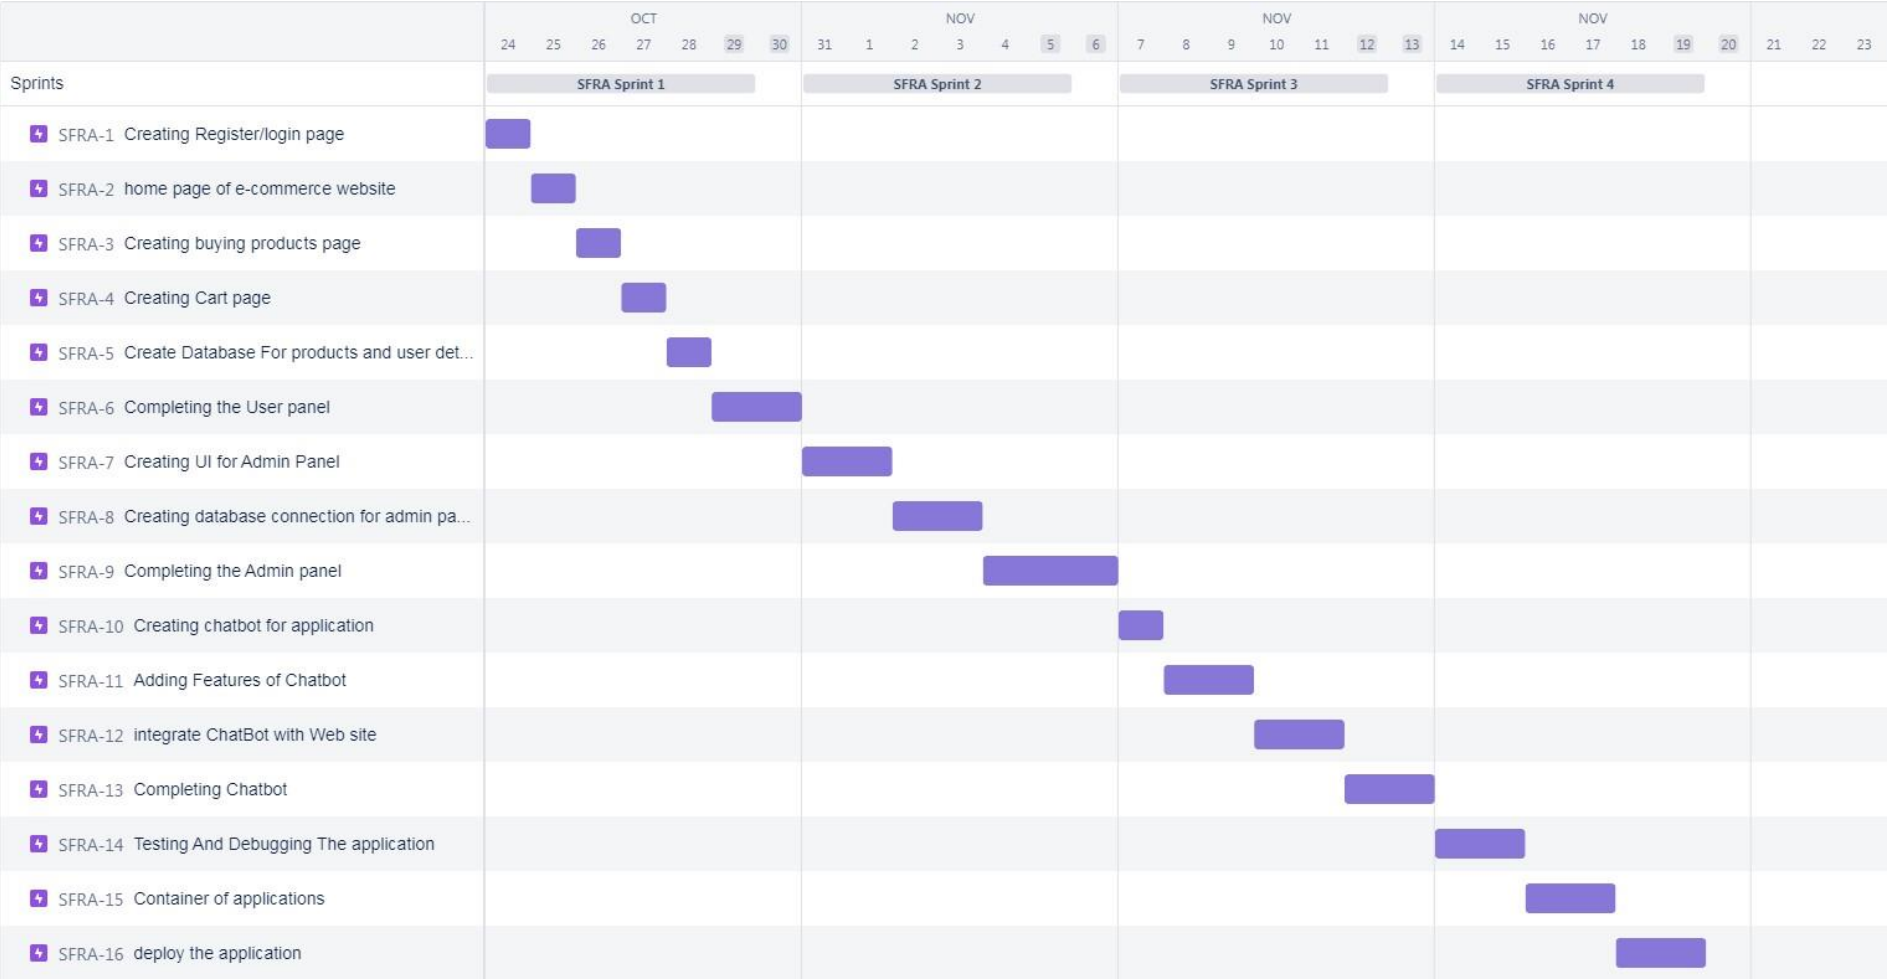 OCT NOV NOV NOV
24 25 26 27 28 29 30 31 1 2 3 4 5 6 7 8 9 10 11 12 13 14 15 16 17 18 19 20 21 22 23
Sprints SFRA Sprint 1 SFRA Sprint 2 SFRA Sprint 3 SFRA Sprint 4
SFRA-1 Creating Register/login page
SFRA-2 home page of e-commerce website
SFRA-3 Creating buying products page
SFRA-4 Creating Cart page
SFRA-5 Create Database For products and user det...
SFRA-6 Completing the User panel
SFRA-7 Creating UI for Admin Panel
SFRA-8 Creating database connection for admin pa...
SFRA-9 Completing the Admin panel
SFRA-10 Creating chatbot for application
SFRA-11 Adding Features of Chatbot
SFRA-12 integrate ChatBot with Web site
SFRA-13 Completing Chatbot
SFRA-14 Testing And Debugging The application
SFRA-15 Container of applications
SFRA-16 deploy the application